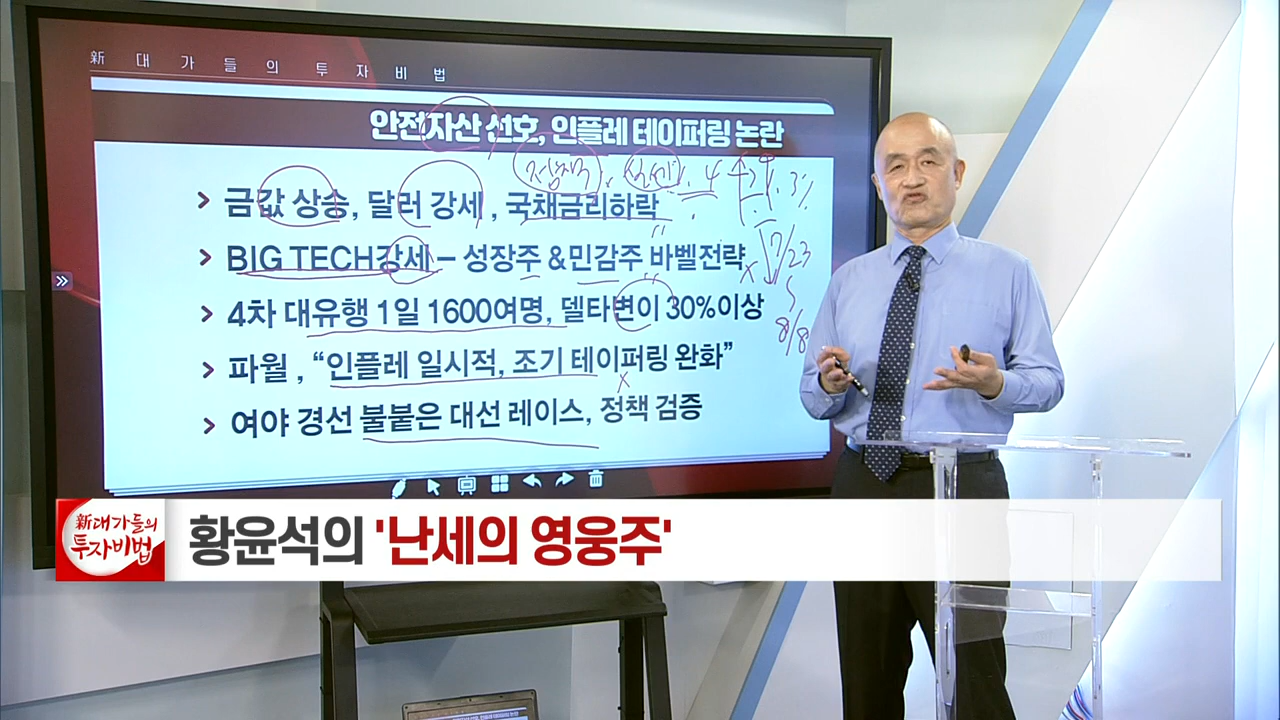 新 대 가 들 의 투 자 비 법
안전자산 선호, 인플레 테이퍼링 논란
> 금값 상승, 달러 강세 , 국채금리하락
> BIG TECH강세 – 성장주 &민감주 바벨전략
> 4차 대유행 1일 1600여명, 델타변이 30%이상
> 파월 , “인플레 일시적, 조기 테이퍼링 완화”
> 여야 경선 불붙은 대선 레이스, 정책 검증
7/23
8/8
新대가들의
투자비법
황윤석의 '난세의 영웅주'